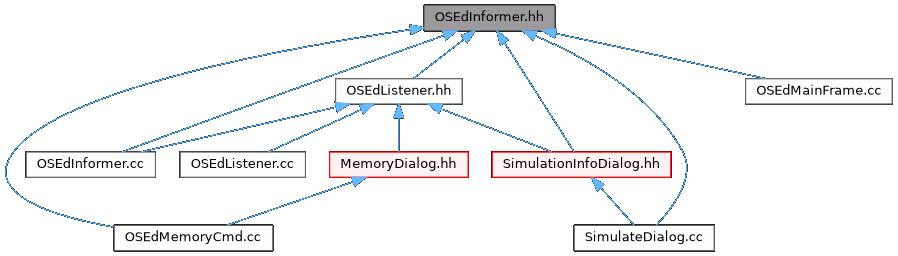 OSEdInformer.hh
OSEdListener.hh
OSEdMainFrame.cc
OSEdInformer.cc
OSEdListener.cc
MemoryDialog.hh
SimulationInfoDialog.hh
OSEdMemoryCmd.cc
SimulateDialog.cc